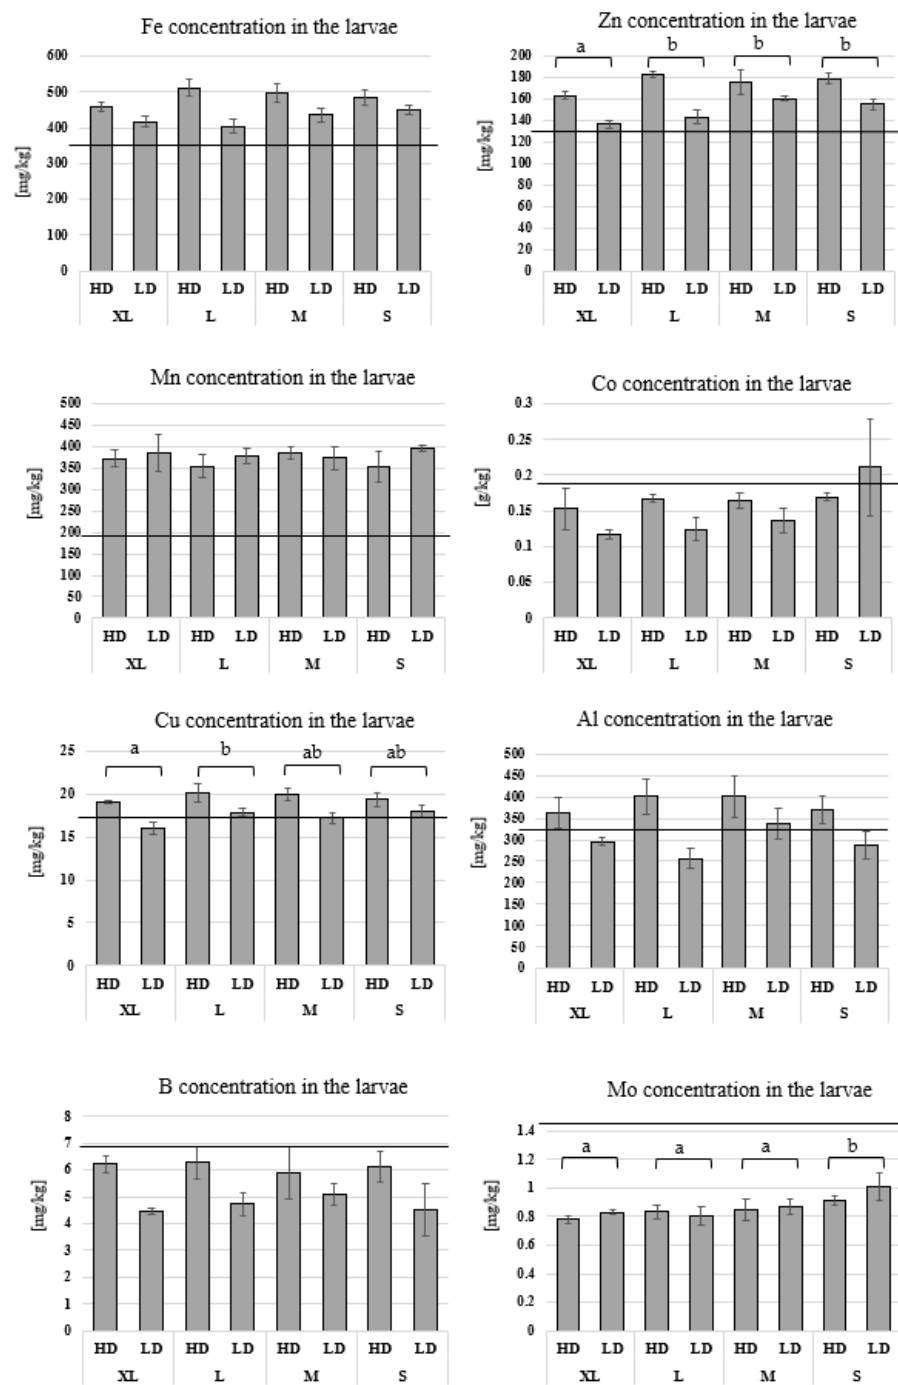 Fe concentration in the larvae
600
500
400
300
200
100
0
[mg/kg]
HD LD HD LD HD LD HD LD
XL L M S
Zn concentration in the larvae
200
180
160
140
120
100
80
60
40
20
0
[mg/kg]
a b b b
HD LD HD LD HD LD HD LD
XL L M S
Mn concentration in the larvae
500
450
400
350
300
250
200
150
100
50
0
[mg/kg]
HD LD HD LD HD LD HD LD
XL L M S
Co concentration in the larvae
0.3
0.25
0.2
0.15
0.1
0.05
0
[g/kg]
HD LD HD LD HD LD HD LD
XL L M S
Cu concentration in the larvae
25
20
15
10
5
0
[mg/kg]
a b ab ab
HD LD HD LD HD LD HD LD
XL L M S
Al concentration in the larvae
500
450
400
350
300
250
200
150
100
50
0
[mg/kg]
HD LD HD LD HD LD HD LD
XL L M S
B concentration in the larvae
8
7
6
5
4
3
2
1
0
[mg/kg]
HD LD HD LD HD LD HD LD
XL L M S
Mo concentration in the larvae
1.4
1.2
1
0.8
0.6
0.4
0.2
0
[mg/kg]
a a a b
HD LD HD LD HD LD HD LD
XL L M S